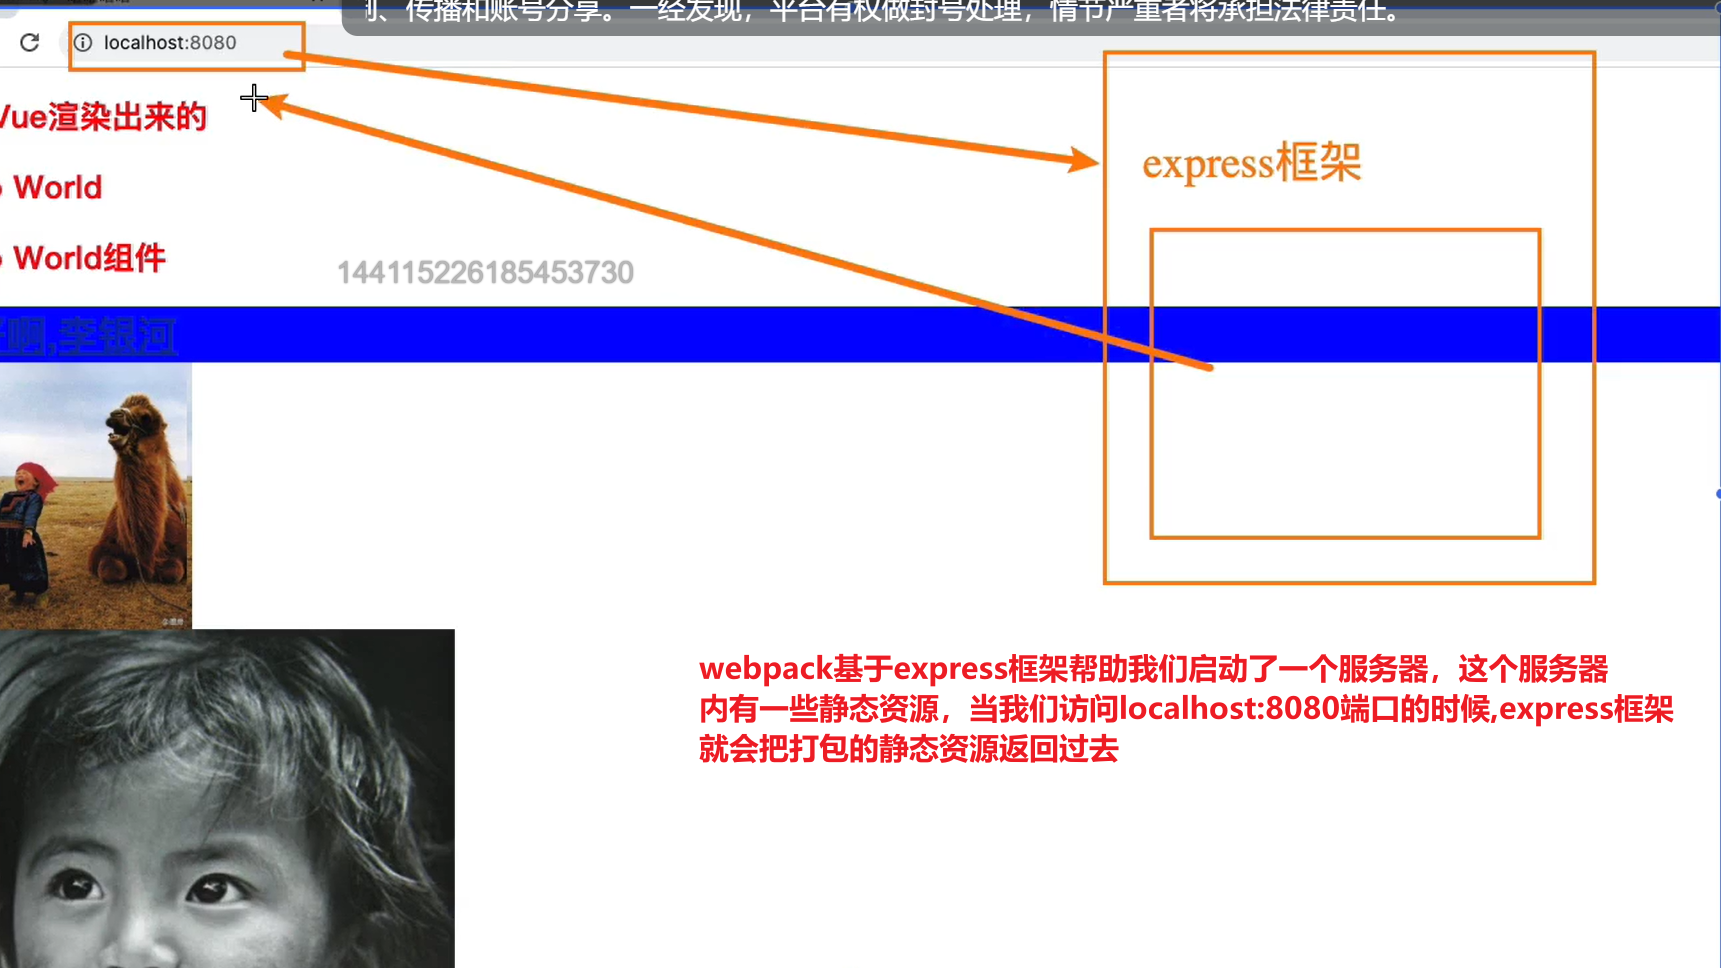 、传播和账号分享。一经发现，平台有权做封号处理，情节严重者将承担法律责任。
localhost:8080
Vue渲染出来的
express框架
World
World组件
144115226185453730
啊,李银河
webpack基于express框架帮助我们启动了一个服务器，这个服务器
内有一些静态资源，当我们访问localhost:8080端口的时候,express框架
就会把打包的静态资源返回过去